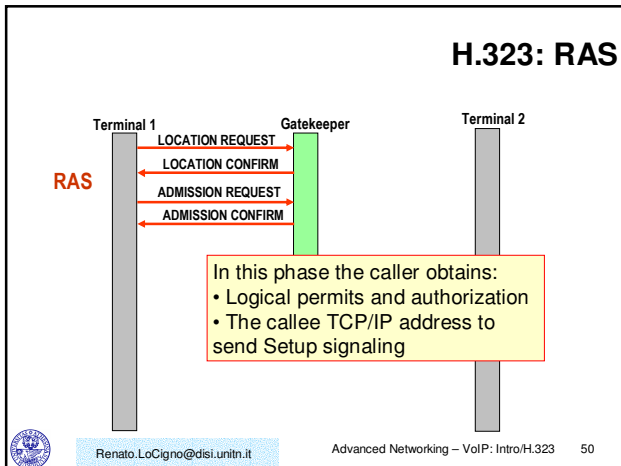 H.323: RAS
Terminal 1
Gatekeeper
Terminal 2
LOCATION REQUEST
LOCATION CONFIRM
RAS
ADMISSION REQUEST
ADMISSION CONFIRM
In this phase the caller obtains:
• Logical permits and authorization
• The callee TCP/IP address to
send Setup signaling
Renato.LoCigno@disi.unitn.it
Advanced Networking – VoIP: Intro/H.323 50